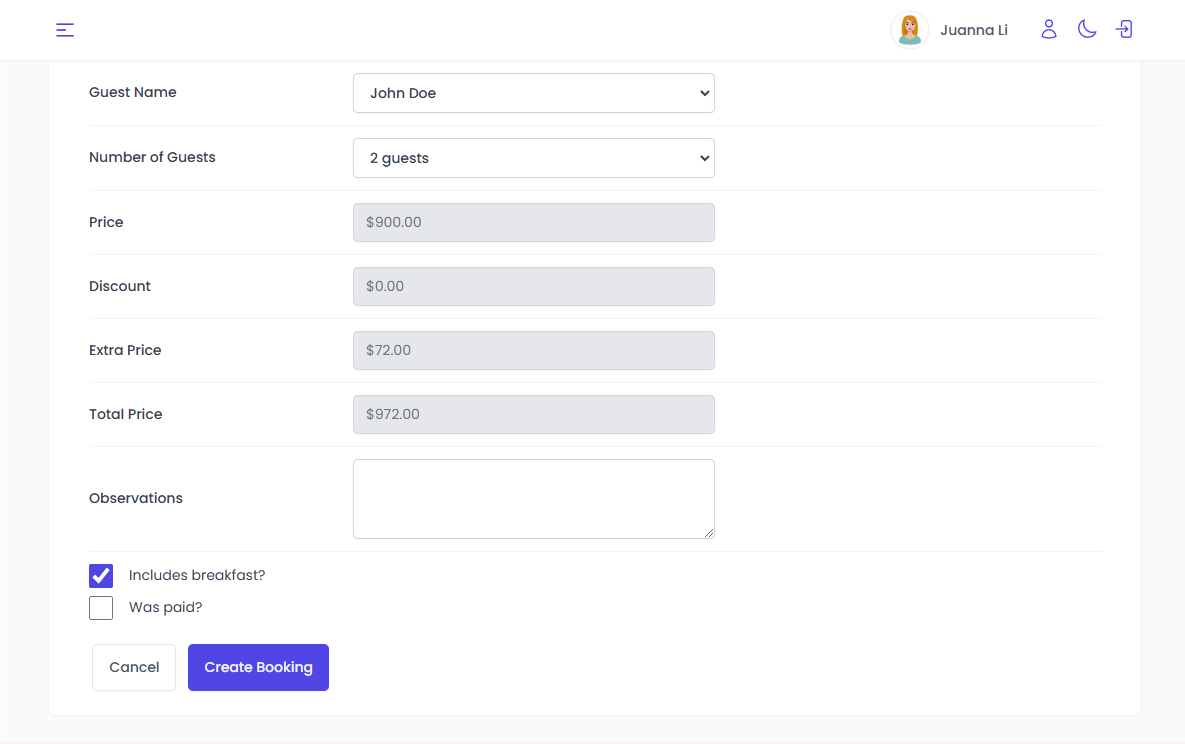 Juanna Li
Guest Name
John Doe
Number of Guests
2 guests
Price
$900.00
Discount
$0.00
Extra Price
$72.00
Total Price
$972.00
Observations
Includes breakfast?
Was paid?
Cancel
Create Booking